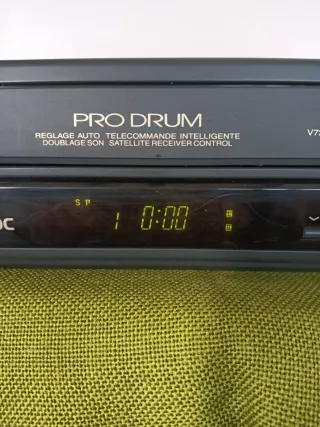 PRO DRUM
REGLAGE AUTO TELECOMMANDE INTELLIGENTE
DOUBLAGE SON SATELLITE RECEIVER CONTROL
SP
1 0:00